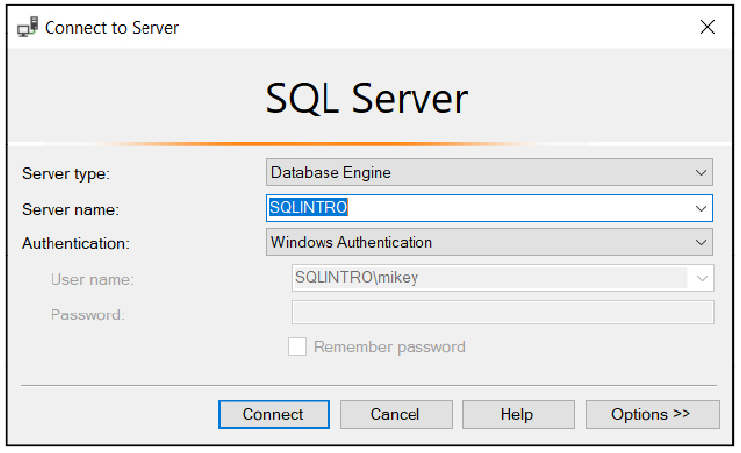 Connect to Server
SQL Server
Server type: Database Engine
Server name: SQLINTRO
Authentication: Windows Authentication
User name: SQLINTRO\mikey
Password:
Remember password
Connect Cancel Help Options >>